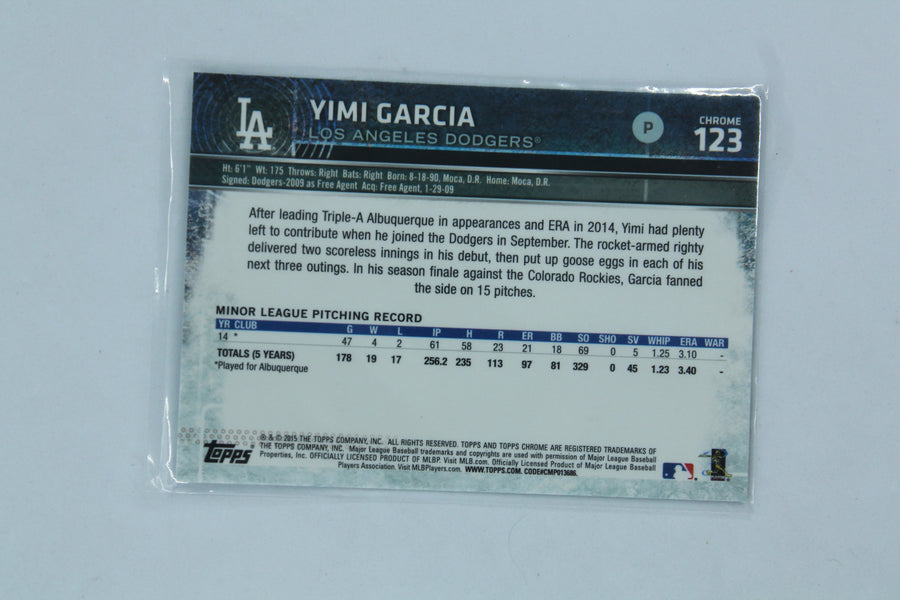 LA
YIMI GARCIA
LOS ANGELES DODGERS®
P
CHROME
123
Ht: 6'1" Wt: 175 Throws: Right Bats: Right Born: 8-18-90, Moca, D.R. Home: Moca, D.R.
Signed: Dodgers-2009 as Free Agent Acq: Free Agent, 1-29-09
After leading Triple-A Albuquerque in appearances and ERA in 2014, Yimi had plenty
left to contribute when he joined the Dodgers in September. The rocket-armed righty
delivered two scoreless innings in his debut, then put up goose eggs in each of his
next three outings. In his season finale against the Colorado Rockies, Garcia fanned
the side on 15 pitches.
MINOR LEAGUE PITCHING RECORD
YR CLUB G W L IP H R ER BB SO SHO SV WHIP ERA WAR
14 * 47 4 2 61 58 23 21 18 69 0 5 1.25 3.10 -
TOTALS (5 YEARS) 178 19 17 256.2 235 113 97 81 329 0 45 1.23 3.40 -
*Played for Albuquerque
Topps®
® & © 2015 THE TOPPS COMPANY, INC. ALL RIGHTS RESERVED. TOPPS AND TOPPS CHROME ARE REGISTERED TRADEMARKS OF
THE TOPPS COMPANY, INC. Major League Baseball trademarks and copyrights are used with permission of Major League Baseball
Properties, Inc. OFFICIALLY LICENSED PRODUCT OF MLBP. Visit MLB.com. Officially Licensed Product of Major League Baseball
Players Association. Visit MLBPlayers.com. WWW.TOPPS.COM. CODE#CMP013686.